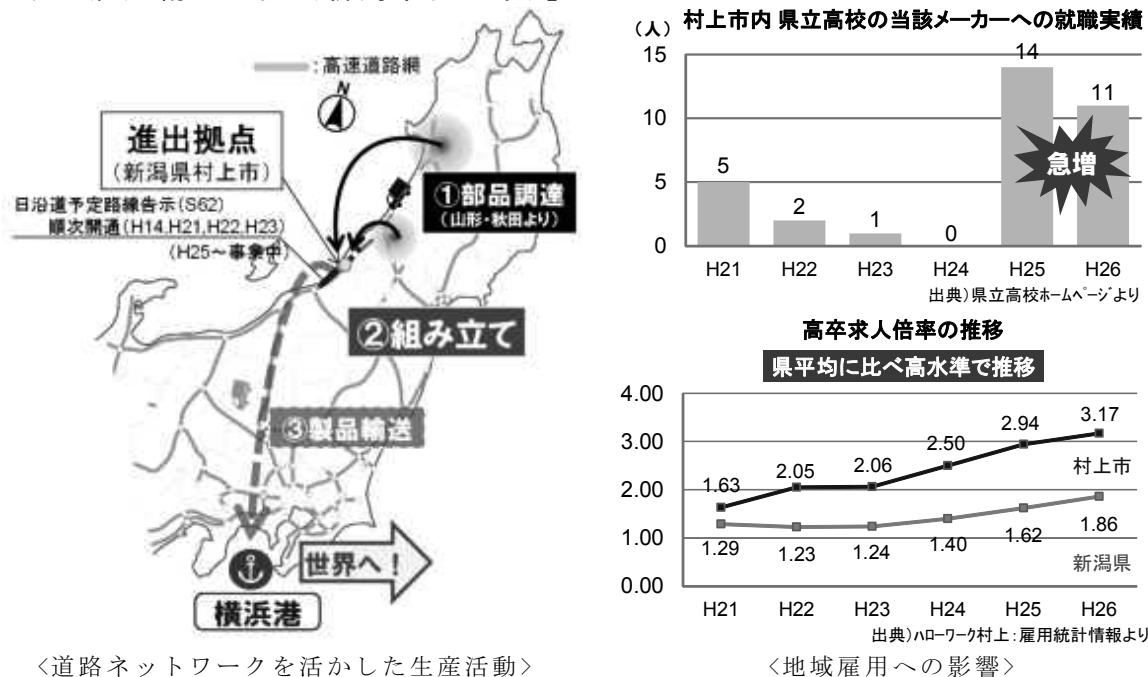 ：高速道路網
N
進出拠点
（新潟県村上市）
日沿道予定路線告示(S62)
順次開通(H14,H21,H22,H23)
(H25～事業中)
①部品調達
（山形・秋田より）
②組み立て
③製品輸送
世界へ！
横浜港
<道路ネットワークを活かした生産活動>
村上市内 県立高校の当該メーカーへの就職実績
（人）
15
10
5
0
5
2
1
0
14
11
急増
H21 H22 H23 H24 H25 H26
出典）県立高校ホームページより
高卒求人倍率の推移
県平均に比べ高水準で推移
4.00
3.00
2.00
1.00
0.00
1.63 2.05 2.06 2.50 2.94 3.17
村上市
1.29 1.23 1.24 1.40 1.62 1.86
新潟県
H21 H22 H23 H24 H25 H26
出典）ハローワーク村上：雇用統計情報より
<地域雇用への影響>